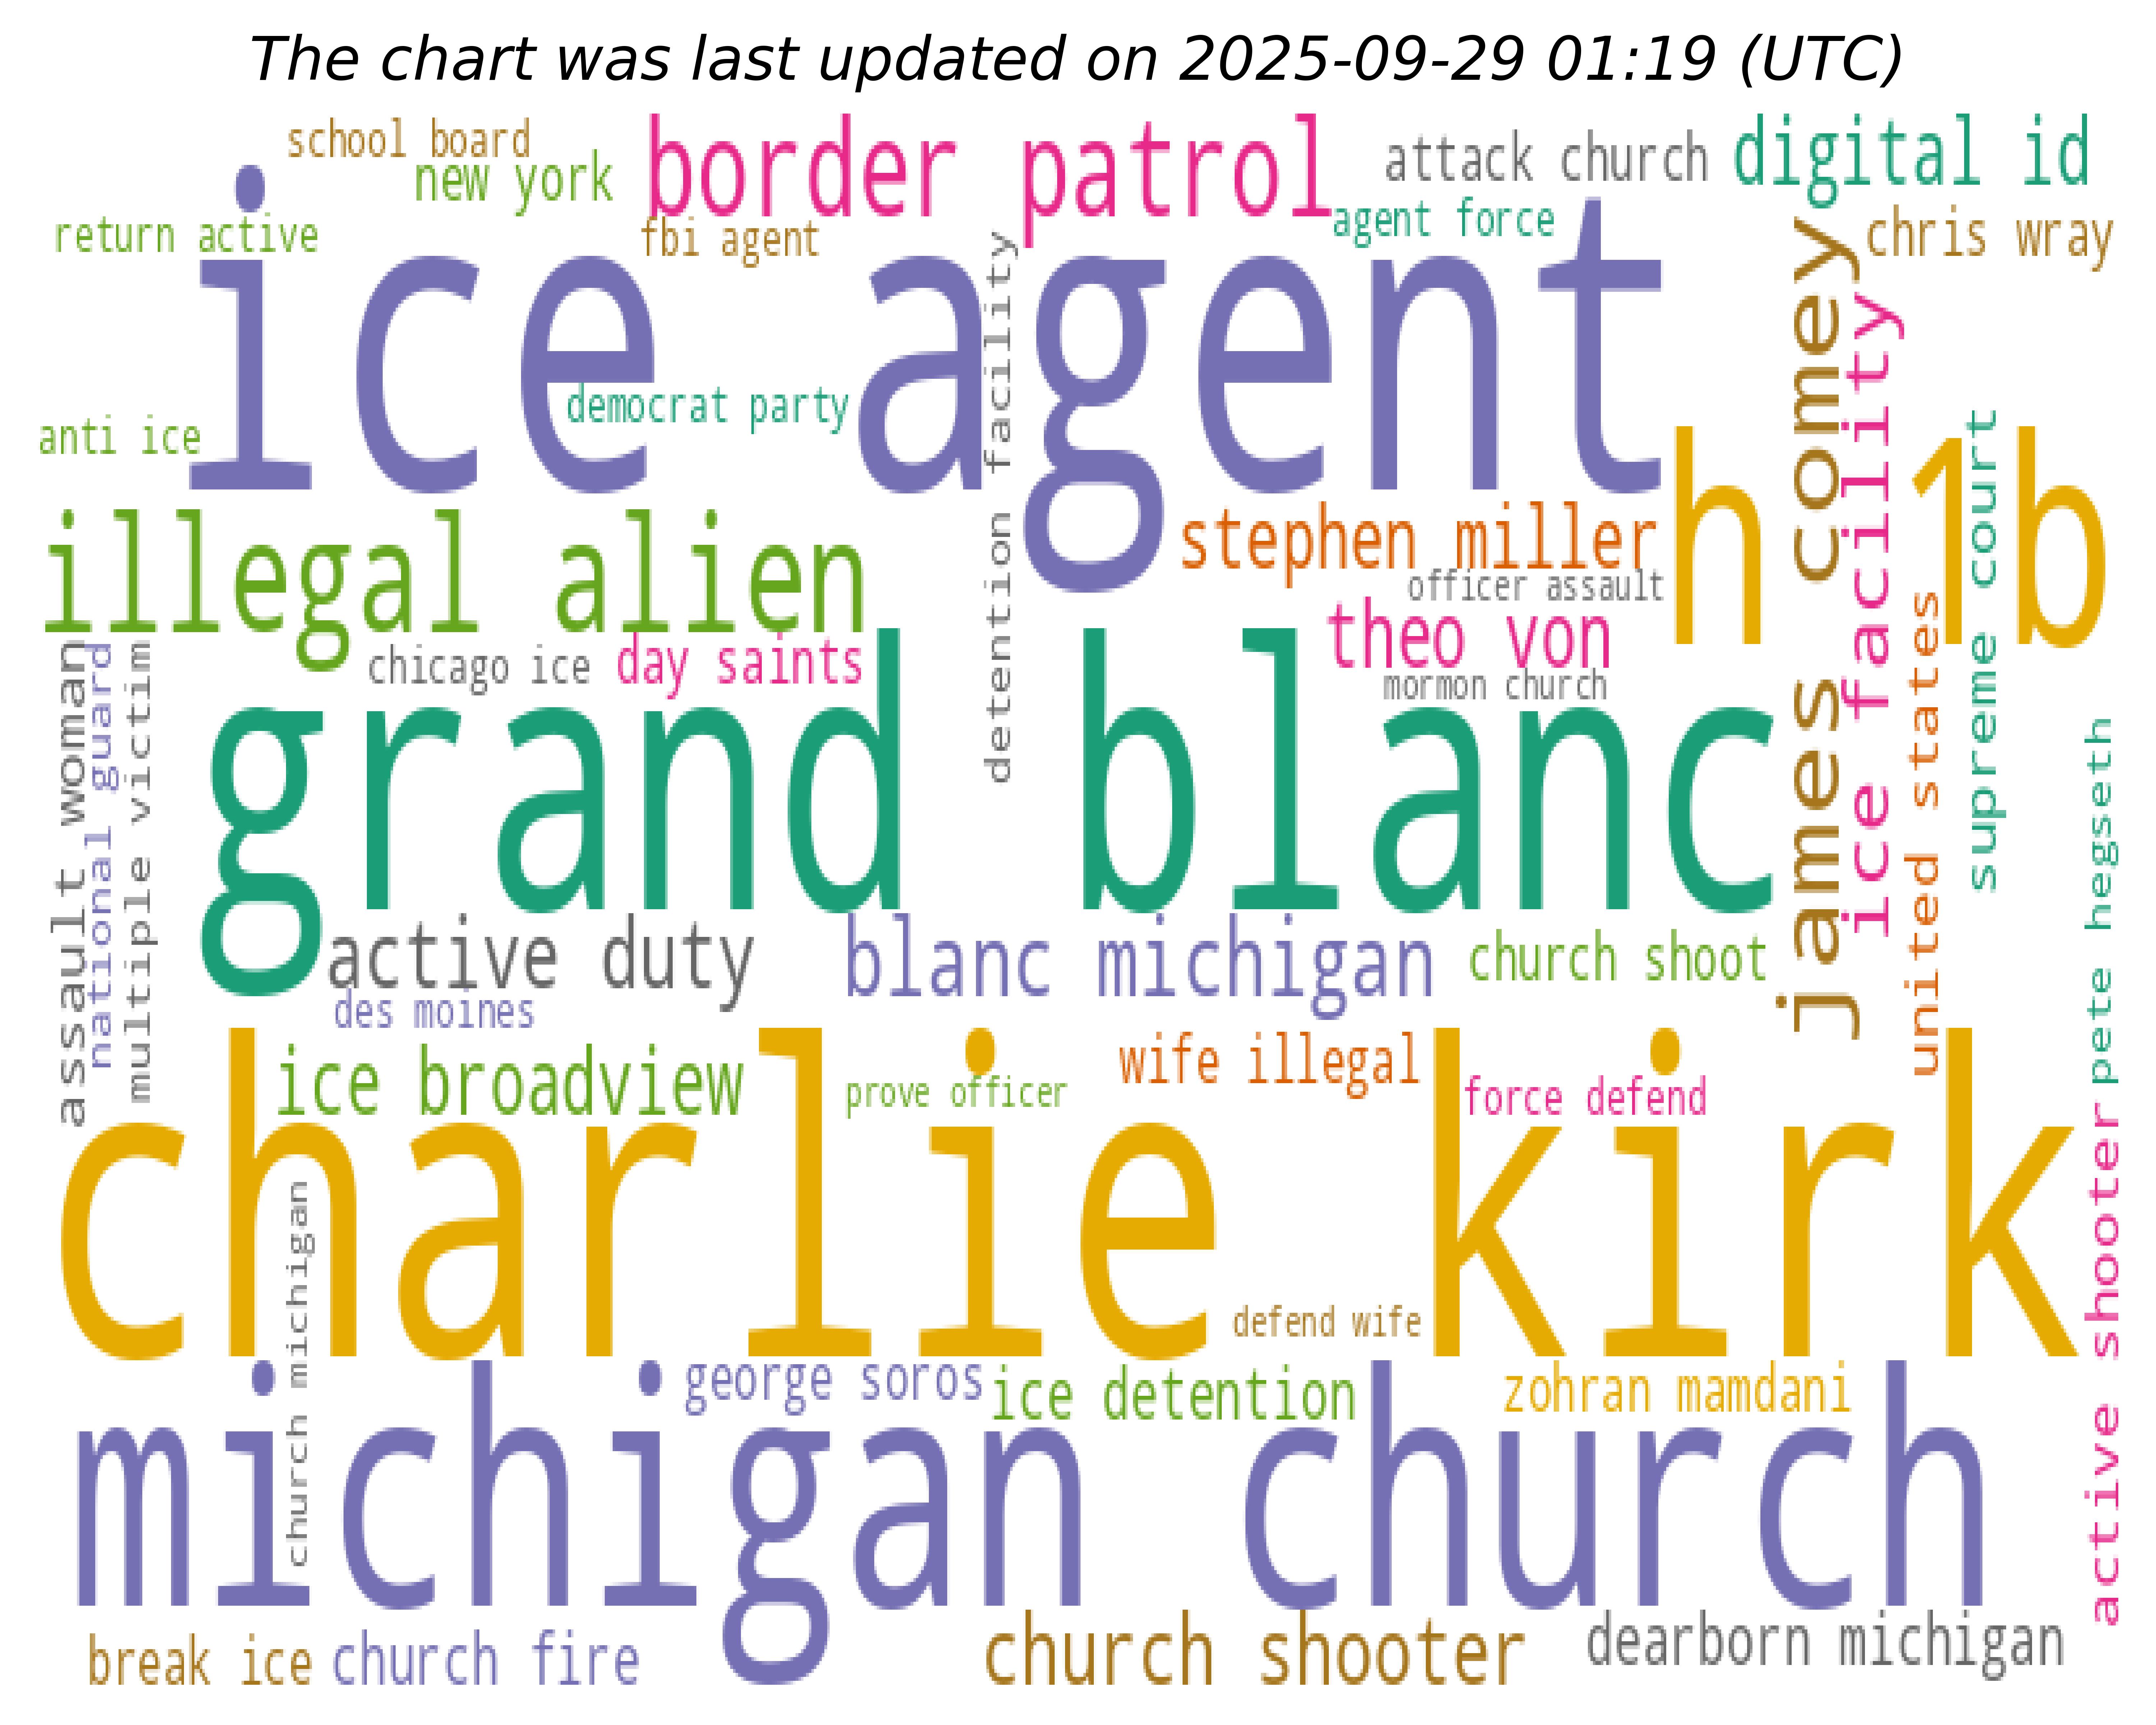 The chart was last updated on 2025-09-29 01:19 (UTC)
school board
new york
border patrol
attack church
digital id
return active
fbi agent
agent force
chris wray
ice agent
democrat party
anti ice
detention facility
james comey
ice facility
h 1b
supreme court
united states
illegal alien
stephen miller
officer assault
theo von
mormon church
chicago ice
day saints
assault woman
national guard
multiple victim
grand blanc
pete hegseth
active duty
blanc michigan
church shoot
des moines
ice broadview
prove officer
wife illegal
force defend
charlie kirk
active shooter
church michigan
defend wife
george soros
ice detention
zohran mamdani
michigan church
break ice
church fire
church shooter
dearborn michigan